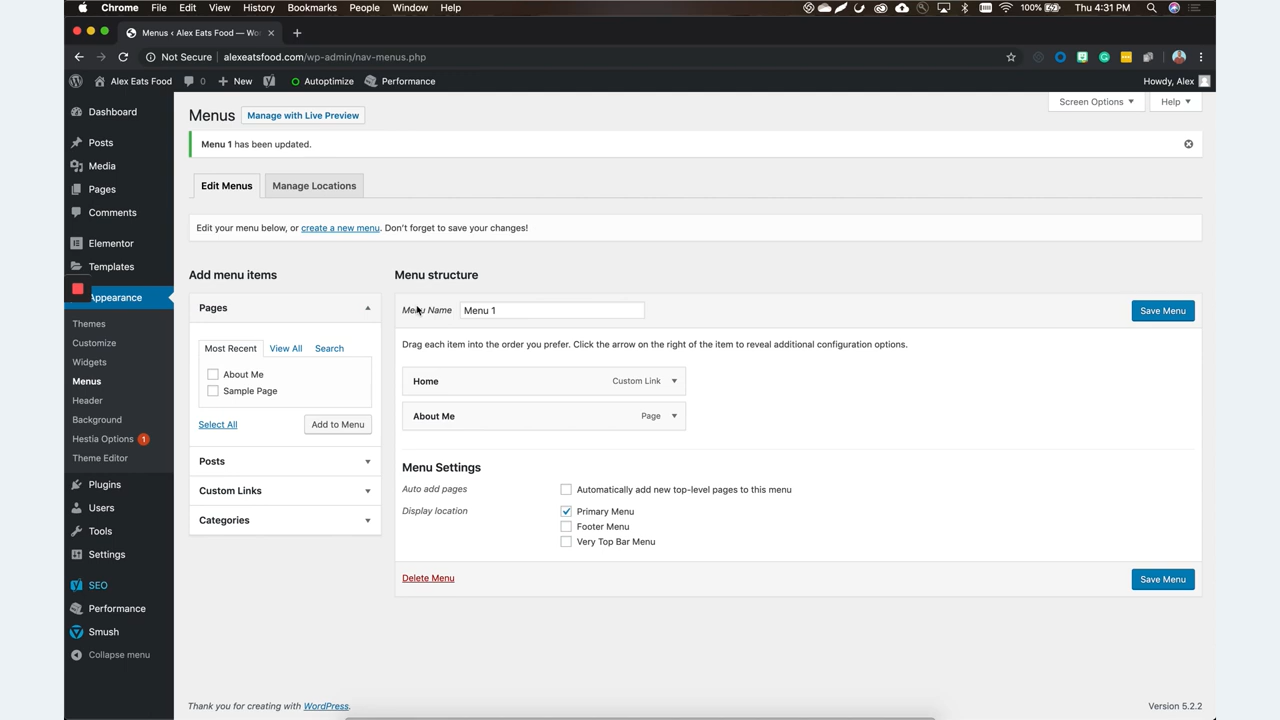 Chrome File Edit View History Bookmarks People Window Help 100% Thu 4:31 PM
Menus ‹ Alex Eats Food — Wo
Not Secure alexeatsfood.com/wp-admin/nav-menus.php
Alex Eats Food 0 New Autoptimize Performance Howdy, Alex
Dashboard
Posts
Media
Pages
Comments
Elementor
Templates
Appearance
Themes
Customize
Widgets
Menus
Header
Background
Hestia Options 1
Theme Editor
Plugins
Users
Tools
Settings
SEO
Performance
Smush
Collapse menu
Screen Options Help
Menus Manage with Live Preview
Menu 1 has been updated.
Edit Menus Manage Locations
Edit your menu below, or create a new menu. Don't forget to save your changes!
Add menu items
Pages
Most Recent View All Search
About Me
Sample Page
Select All Add to Menu
Posts
Custom Links
Categories
Menu structure
Menu Name Menu 1 Save Menu
Drag each item into the order you prefer. Click the arrow on the right of the item to reveal additional configuration options.
Home Custom Link
About Me Page
Menu Settings
Auto add pages Automatically add new top-level pages to this menu
Display location Primary Menu
Footer Menu
Very Top Bar Menu
Delete Menu Save Menu
Thank you for creating with WordPress. Version 5.2.2